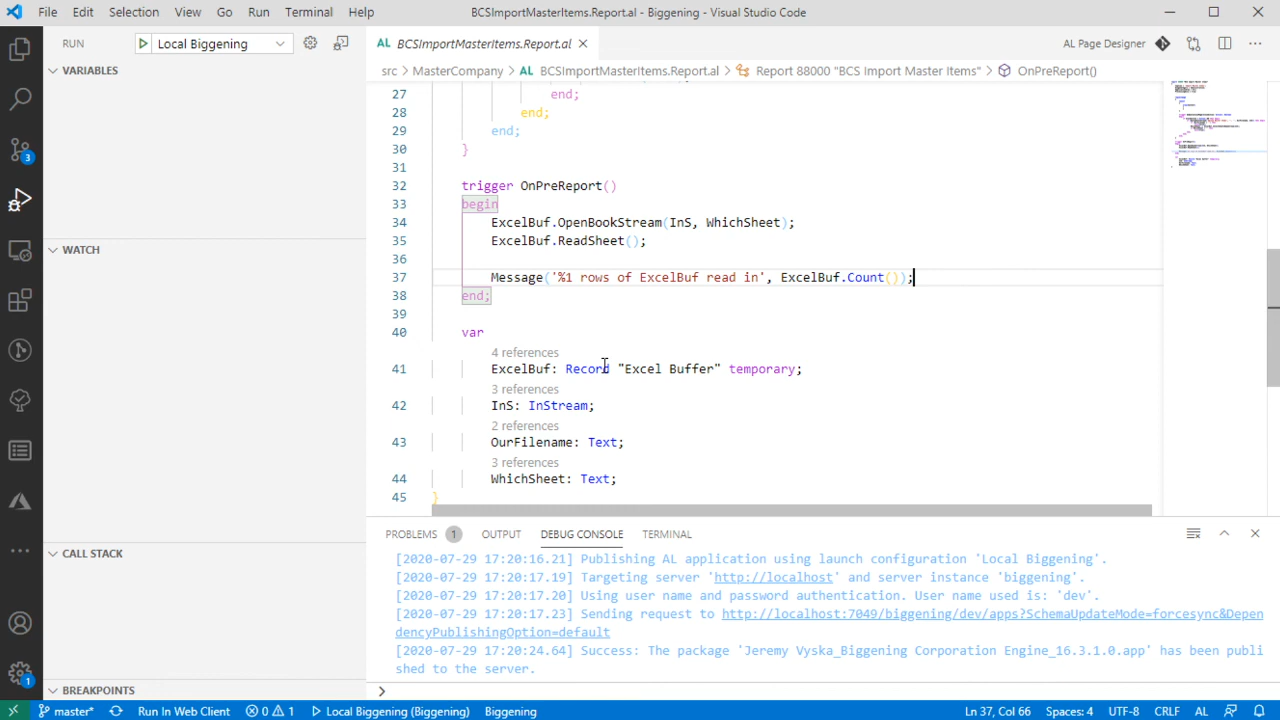 File Edit Selection View Go Run Terminal Help
BCSImportMasterItems.Report.al - Biggening - Visual Studio Code
RUN
Local Biggening
AL BCSImportMasterItems.Report.al
AL Page Designer
VARIABLES
src > MasterCompany > AL BCSImportMasterItems.Report.al > Report 88000 "BCS Import Master Items" > OnPreReport()
27 end;
28 end;
29 end;
30 }
31
32 trigger OnPreReport()
33 begin
34 ExcelBuf.OpenBookStream(InS, WhichSheet);
35 ExcelBuf.ReadSheet();
36
37 Message('%1 rows of ExcelBuf read in', ExcelBuf.Count());
38 end;
39
40 var
4 references
41 ExcelBuf: Record "Excel Buffer" temporary;
3 references
42 InS: InStream;
2 references
43 OurFilename: Text;
3 references
44 WhichSheet: Text;
45 }
WATCH
CALL STACK
BREAKPOINTS
3
1
PROBLEMS 1 OUTPUT DEBUG CONSOLE TERMINAL
[2020-07-29 17:20:16.21] Publishing AL application using launch configuration 'Local Biggening'.
[2020-07-29 17:20:17.19] Targeting server 'http://localhost' and server instance 'biggening'.
[2020-07-29 17:20:17.20] Using user name and password authentication. User name used is: 'dev'.
[2020-07-29 17:20:17.23] Sending request to http://localhost:7049/biggening/dev/apps?SchemaUpdateMode=forcesync&Depen
dencyPublishingOption=default
[2020-07-29 17:20:24.64] Success: The package 'Jeremy Vyska_Biggening Corporation Engine_16.3.1.0.app' has been publi
shed to the server.
master* Run In Web Client 0 1 Local Biggening (Biggening) Biggening
Ln 37, Col 66 Spaces: 4 UTF-8 CRLF AL